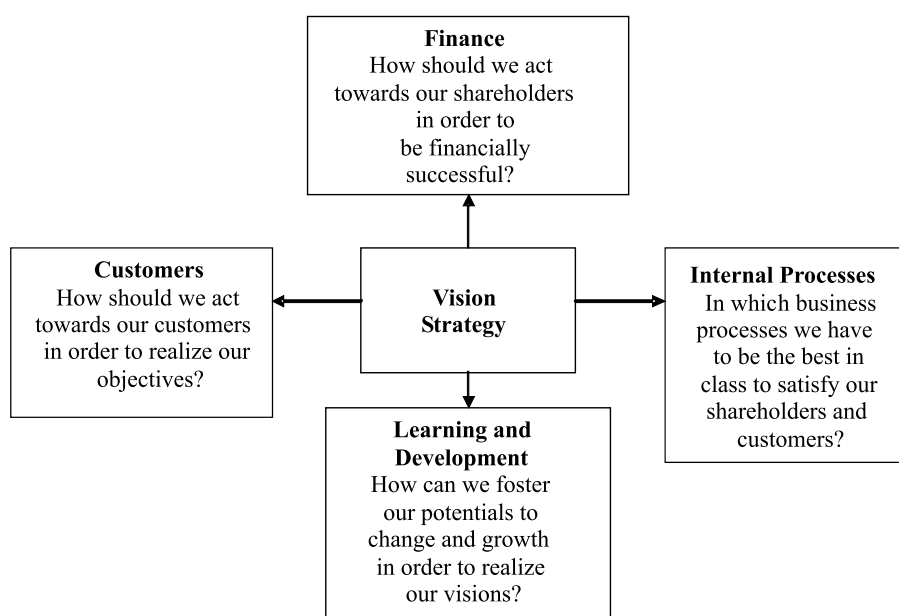 Finance
How should we act
towards our shareholders
in order to
be financially
successful?
Customers
How should we act
towards our customers
in order to realize our
objectives?
Vision
Strategy
Internal Processes
In which business
processes we have
to be the best in
class to satisfy our
shareholders and
customers?
Learning and
Development
How can we foster
our potentials to
change and growth
in order to realize
our visions?